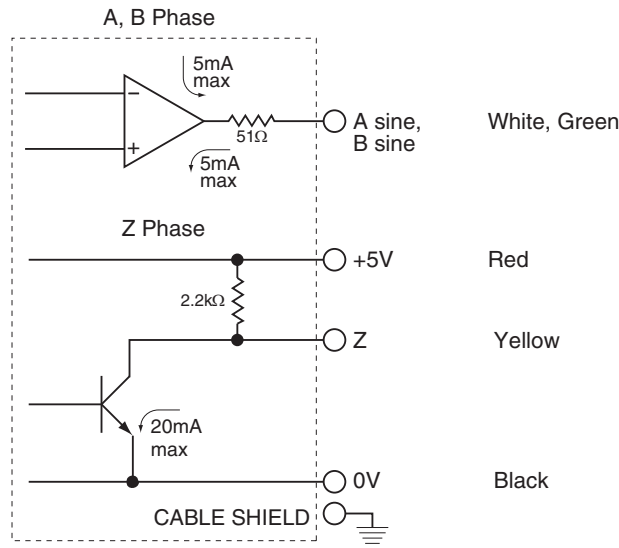 A, B Phase
5mA
max
−
+
51Ω
5mA
max
A sine,
B sine
White, Green
Z Phase
+5V
Red
2.2kΩ
Z
Yellow
20mA
max
0V
Black
CABLE SHIELD